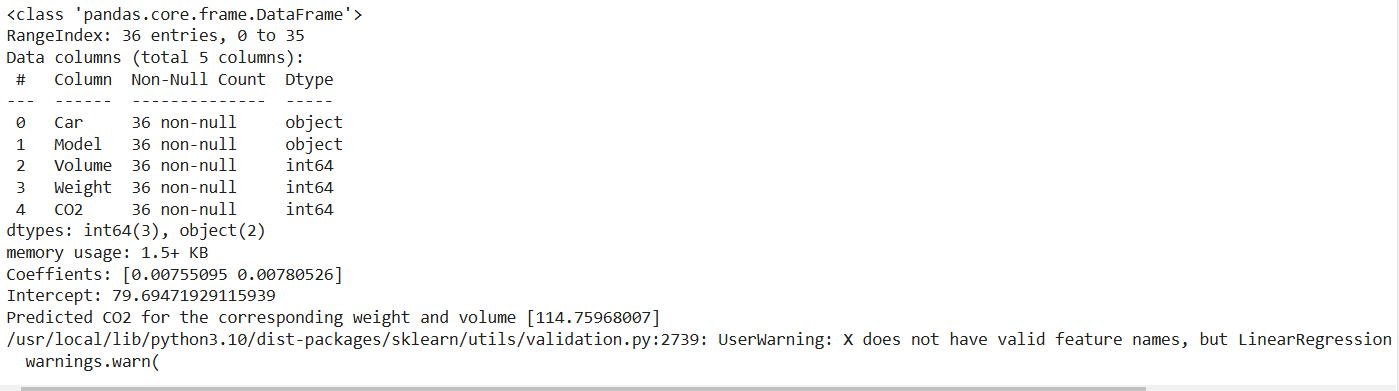 <class 'pandas.core.frame.DataFrame'>
RangeIndex: 36 entries, 0 to 35
Data columns (total 5 columns):
 #   Column  Non-Null Count  Dtype
---  ------  --------------  -----
 0   Car     36 non-null     object
 1   Model   36 non-null     object
 2   Volume  36 non-null     int64
 3   Weight  36 non-null     int64
 4   CO2     36 non-null     int64
dtypes: int64(3), object(2)
memory usage: 1.5+ KB
Coeffients: [0.00755095 0.00780526]
Intercept: 79.69471929115939
Predicted CO2 for the corresponding weight and volume [114.75968007]
/usr/local/lib/python3.10/dist-packages/sklearn/utils/validation.py:2739: UserWarning: X does not have valid feature names, but LinearRegression
  warnings.warn(